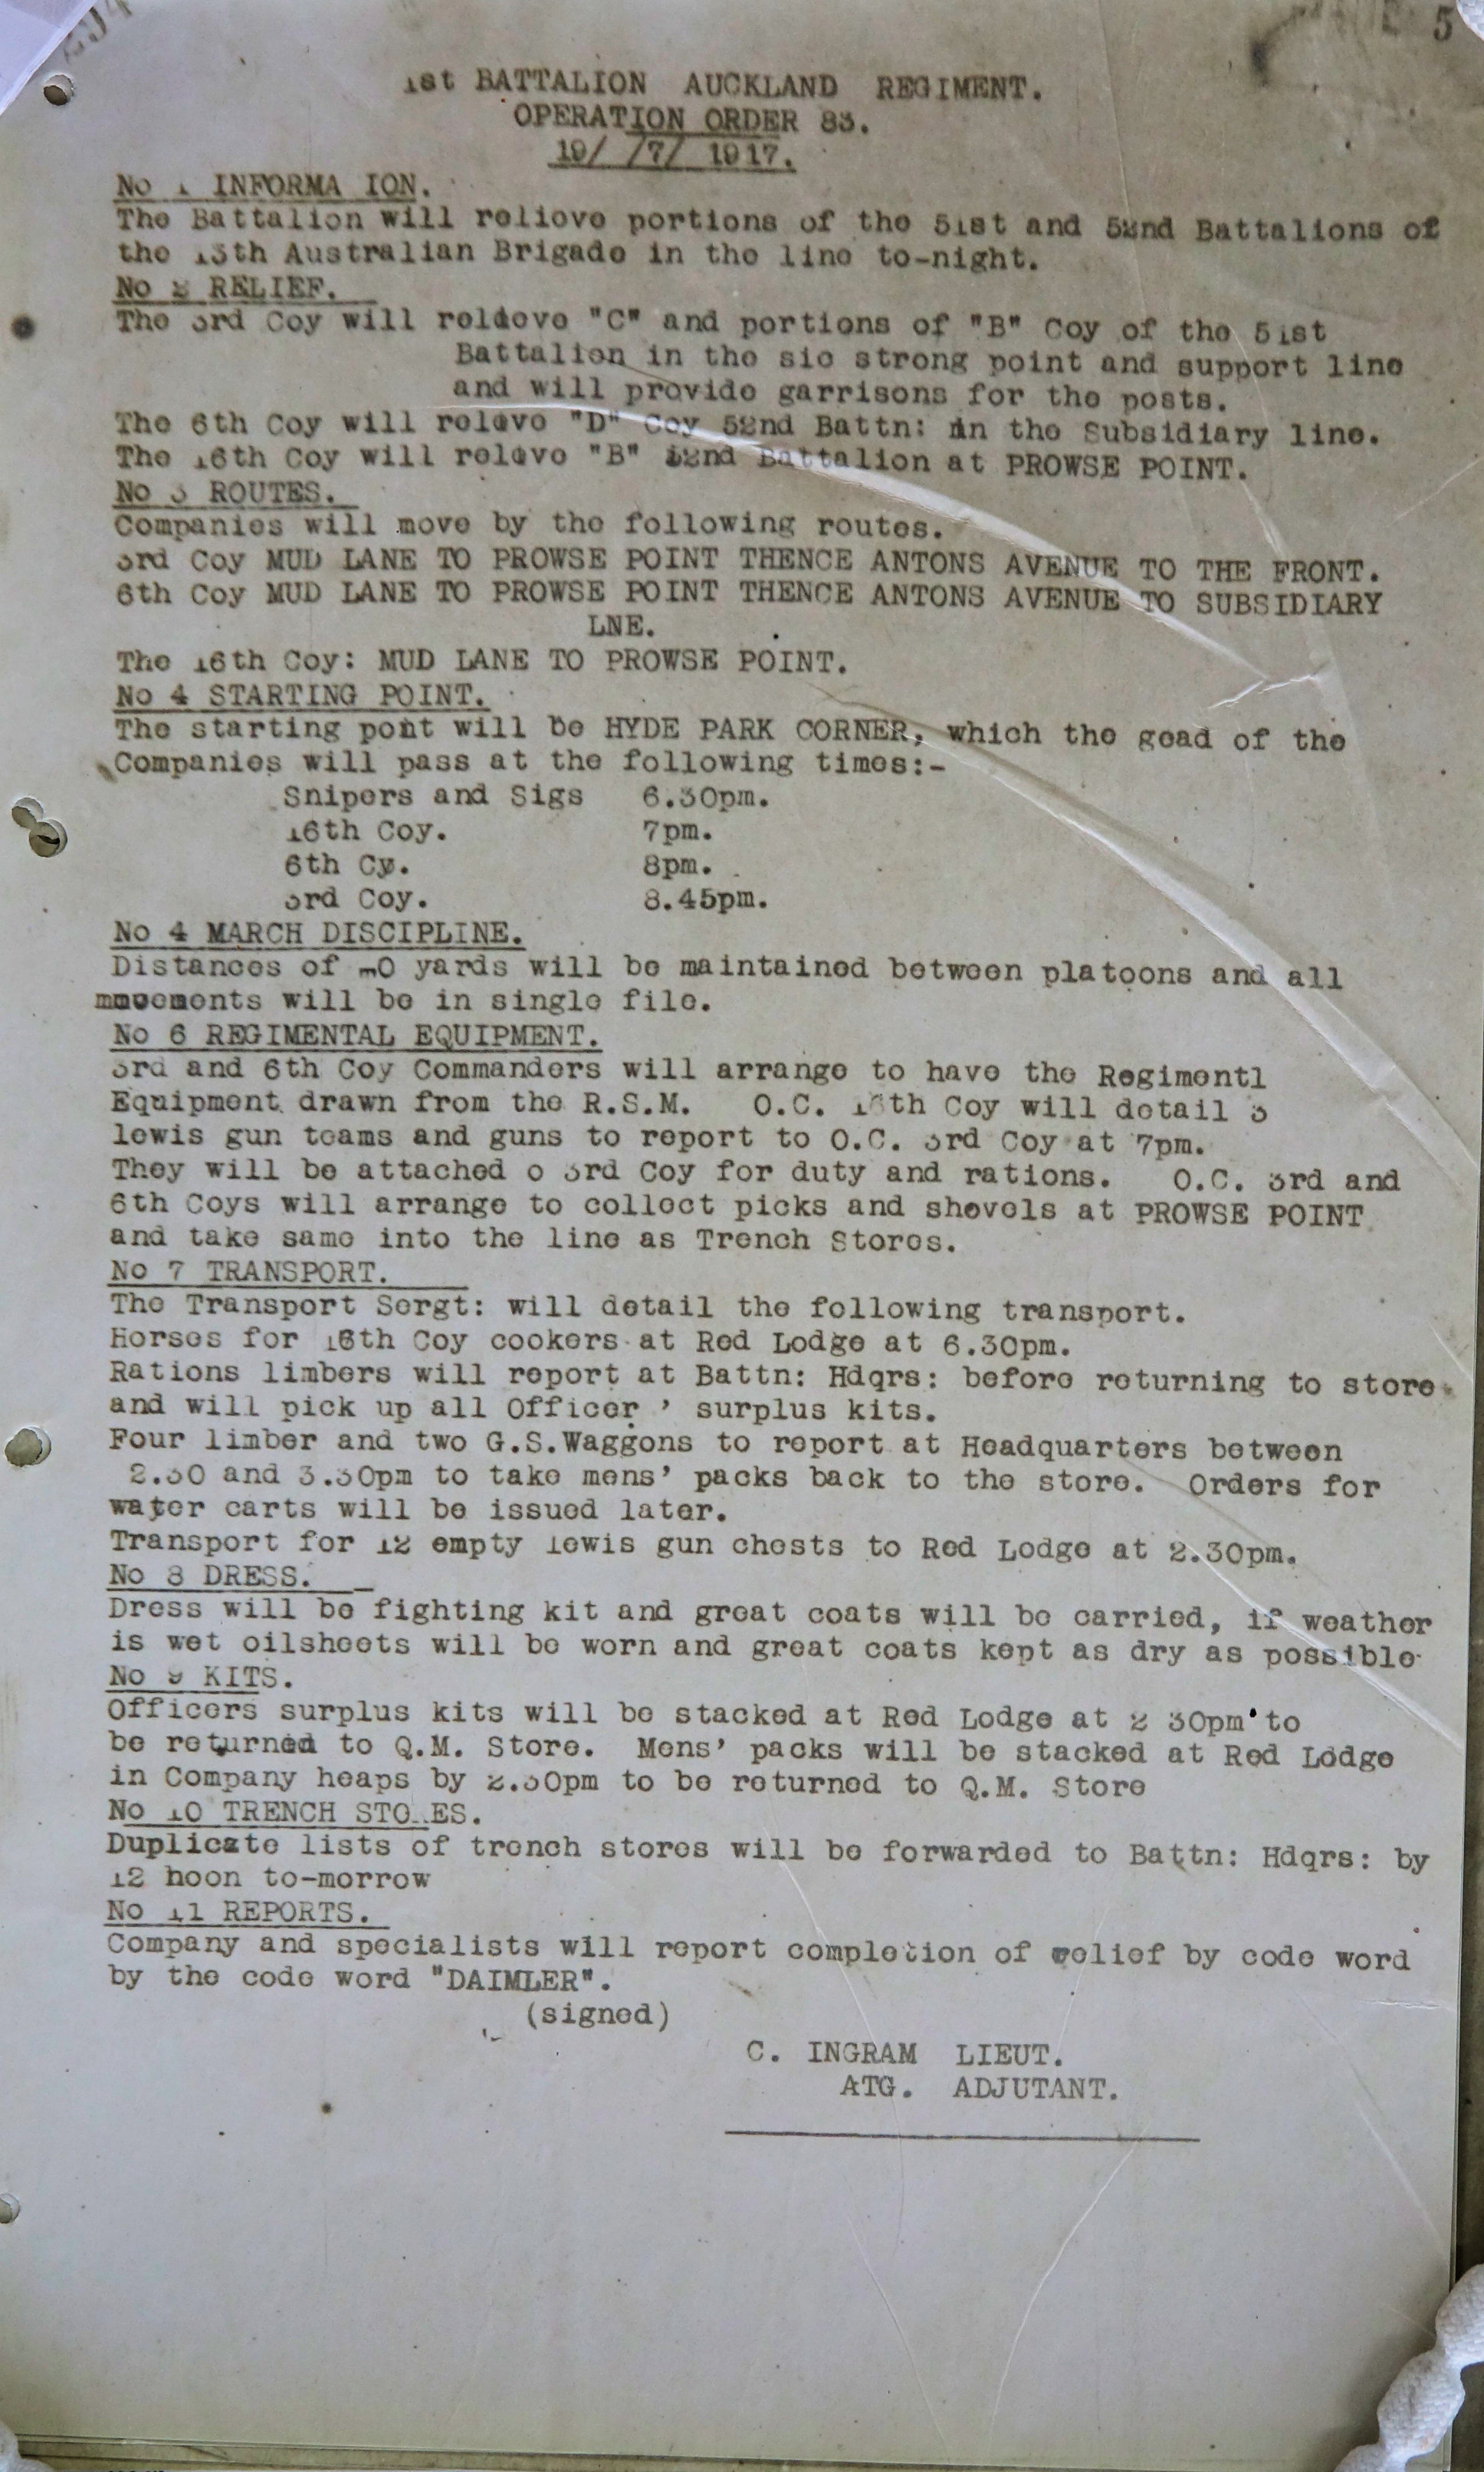 5
1st BATTALION AUCKLAND REGIMENT.
OPERATION ORDER 83.
19/ /7/ 1917.
No 1 INFORMA ION.
The Battalion will relieve portions of the 51st and 52nd Battalions of
the 13th Australian Brigade in the line to-night.
No 2 RELIEF.
The 3rd Coy will reldeove "C" and portions of "B" Coy of the 51st
Battalion in the sic strong point and support line
and will provide garrisons for the posts.
The 6th Coy will releve "D" Coy 52nd Battn: in the Subsidiary line.
The 16th Coy will releve "B" 52nd Battalion at PROWSE POINT.
No 3 ROUTES.
Companies will move by the following routes.
3rd Coy MUD LANE TO PROWSE POINT THENCE ANTONS AVENUE TO THE FRONT.
6th Coy MUD LANE TO PROWSE POINT THENCE ANTONS AVENUE TO SUBSIDIARY
LNE.
The 16th Coy: MUD LANE TO PROWSE POINT.
No 4 STARTING POINT.
The starting point will be HYDE PARK CORNER, which the gead of the
Companies will pass at the following times:-
Snipers and Sigs 6.30pm.
16th Coy. 7pm.
6th Cy. 8pm.
3rd Coy. 8.45pm.
No 4 MARCH DISCIPLINE.
Distances of yards will be maintained between platoons and all
movements will be in single file.
No 6 REGIMENTAL EQUIPMENT.
3rd and 6th Coy Commanders will arrange to have the Regimentl
Equipment drawn from the R.S.M. O.C. 16th Coy will detail 3
lewis gun teams and guns to report to O.C. 3rd Coy at 7pm.
They will be attached o 3rd Coy for duty and rations. O.C. 3rd and
6th Coys will arrange to collect picks and shovels at PROWSE POINT
and take same into the line as Trench Stores.
No 7 TRANSPORT.
The Transport Sergt: will detail the following transport.
Horses for 16th Coy cookers at Red Lodge at 6.30pm.
Rations limbers will report at Battn: Hdqrs: before returning to store
and will pick up all Officer ' surplus kits.
Four limber and two G.S.Waggons to report at Headquarters between
2.30 and 3.30pm to take mens' packs back to the store. Orders for
water carts will be issued later.
Transport for 12 empty lewis gun chests to Red Lodge at 2.30pm.
No 8 DRESS.
Dress will be fighting kit and great coats will be carried, if weather
is wet oilsheets will be worn and great coats kept as dry as possible
No 9 KITS.
Officers surplus kits will be stacked at Red Lodge at 2 30pm to
be returned to Q.M. Store. Mens' packs will be stacked at Red Lodge
in Company heaps by 2.30pm to be returned to Q.M. Store
No 10 TRENCH STO ES.
Duplicate lists of trench stores will be forwarded to Battn: Hdqrs: by
12 hoon to-morrow
No 11 REPORTS.
Company and specialists will report completion of relief by code word
by the code word "DAIMLER".
(signed)
C. INGRAM LIEUT.
ATG. ADJUTANT.